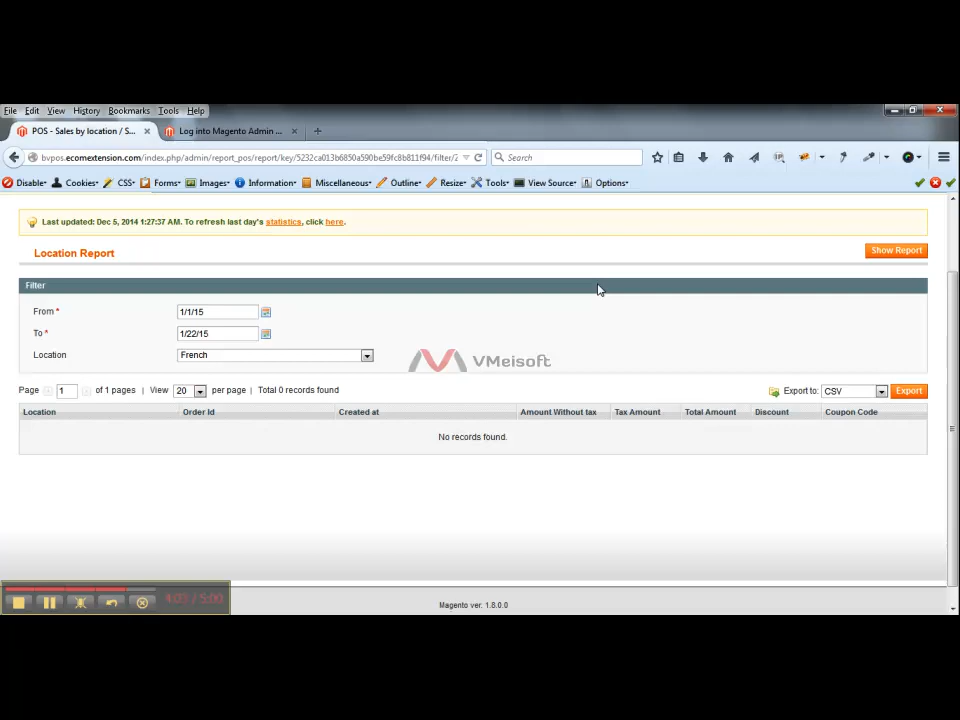 File Edit View History Bookmarks Tools Help
POS - Sales by location / S... × Log into Magento Admin ... × +
bvpos.ecomextension.com/index.php/admin/report_pos/report/key/5232ca013b6850a590be59fc8b811f94/filter/2 Search
Disable Cookies CSS Forms Images Information Miscellaneous Outline Resize Tools View Source Options
Last updated: Dec 5, 2014 1:27:37 AM. To refresh last day's statistics, click here.
Location Report Show Report
Filter
From * 1/1/15
To * 1/22/15
Location French
VMeisoft
Page 1 of 1 pages | View 20 per page | Total 0 records found Export to: CSV Export
Location Order Id Created at Amount Without tax Tax Amount Total Amount Discount Coupon Code
No records found.
4:03 / 5:00
Magento ver. 1.8.0.0